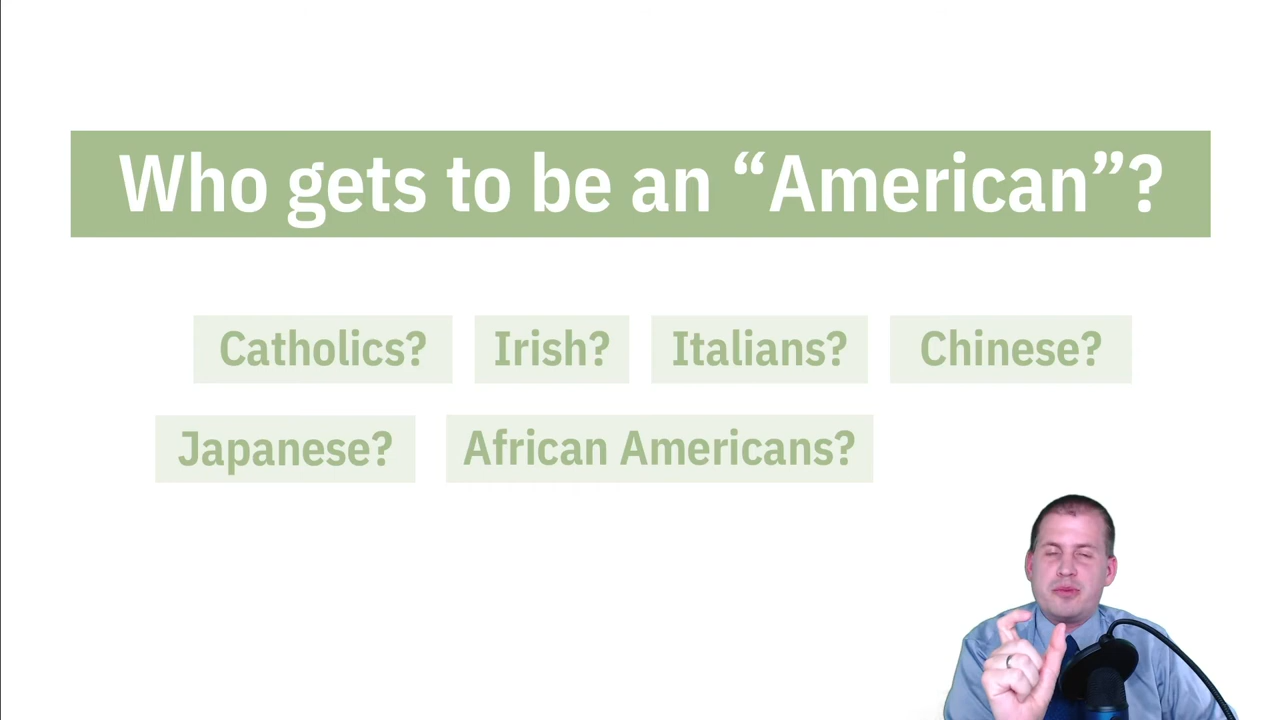 Who gets to be an “American”?
Catholics? Irish? Italians? Chinese?
Japanese? African Americans?